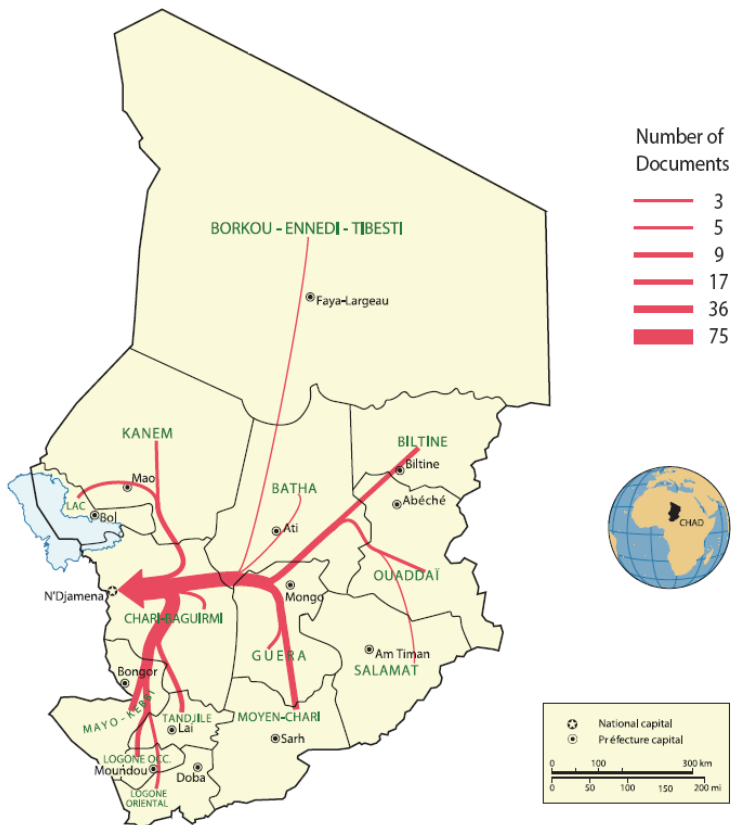 Number of
Documents
3
5
9
17
36
75
BORKOU - ENNEDI - TIBESTI
Faya-Largeau
KANEM
BILTINE
Biltine
Mao
BATHA
LAC
Abéché
Bol
Ati
CHAD
OUADDAÏ
N'Djamena
Mongo
CHARI-BAGUIRMI
GUERA
Am Timan
SALAMAT
Bongor
MAYO-KEBBI
TANDJILE
MOYEN-CHARI
Lai
Sarh
LOGONE OCC.
Moundou
Doba
LOGONE
ORIENTAL
National capital
Préfecture capital
0 100 300 km
0 50 100 150 200 mi